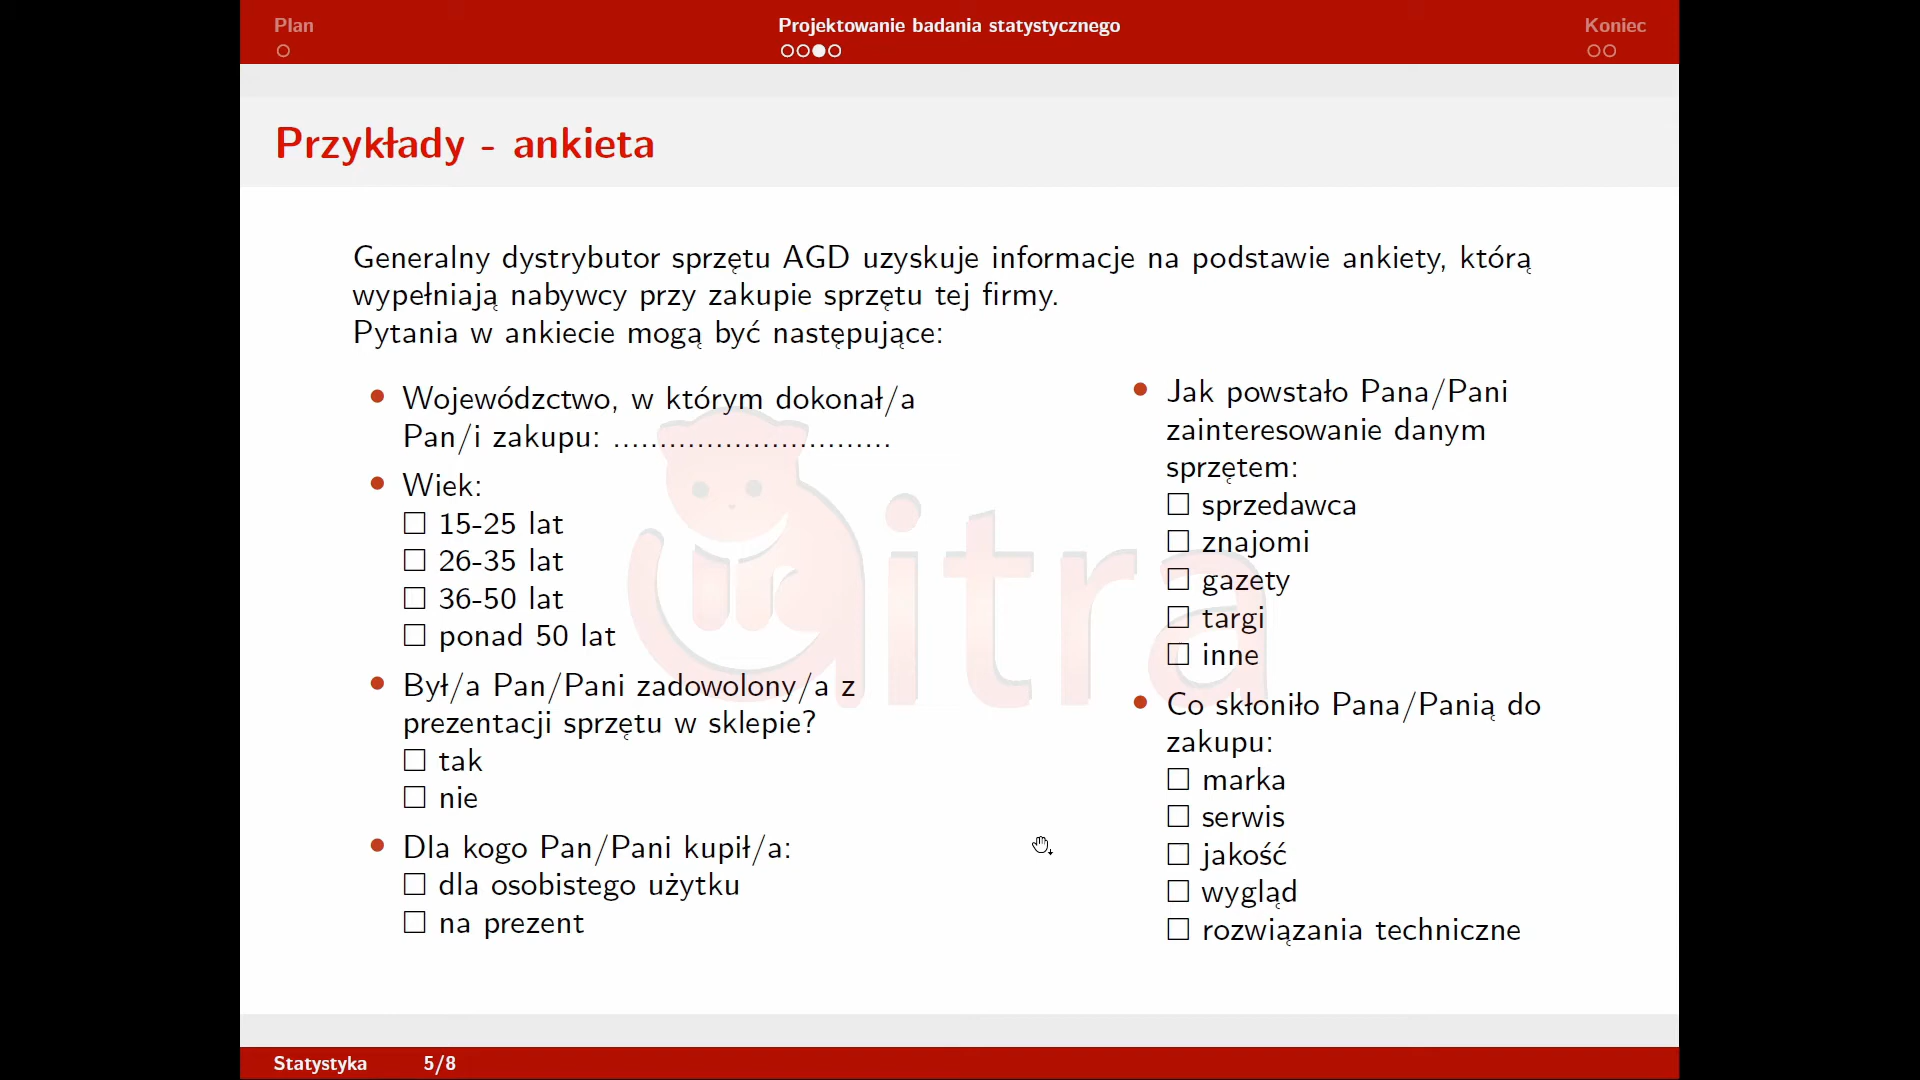 Plan
Projektowanie badania statystycznego
Koniec
Przykłady - ankieta
Generalny dystrybutor sprzętu AGD uzyskuje informacje na podstawie ankiety, którą
wypełniają nabywcy przy zakupie sprzętu tej firmy.
Pytania w ankiecie mogą być następujące:
• Województwo, w którym dokonał/a
Pan/i zakupu: ..............................
• Wiek:
□ 15-25 lat
□ 26-35 lat
□ 36-50 lat
□ ponad 50 lat
• Był/a Pan/Pani zadowolony/a z
prezentacji sprzętu w sklepie?
□ tak
□ nie
• Dla kogo Pan/Pani kupił/a:
□ dla osobistego użytku
□ na prezent
• Jak powstało Pana/Pani
zainteresowanie danym
sprzętem:
□ sprzedawca
□ znajomi
□ gazety
□ targi
□ inne
• Co skłoniło Pana/Panią do
zakupu:
□ marka
□ serwis
□ jakość
□ wygląd
□ rozwiązania techniczne
aitra
Statystyka 5/8